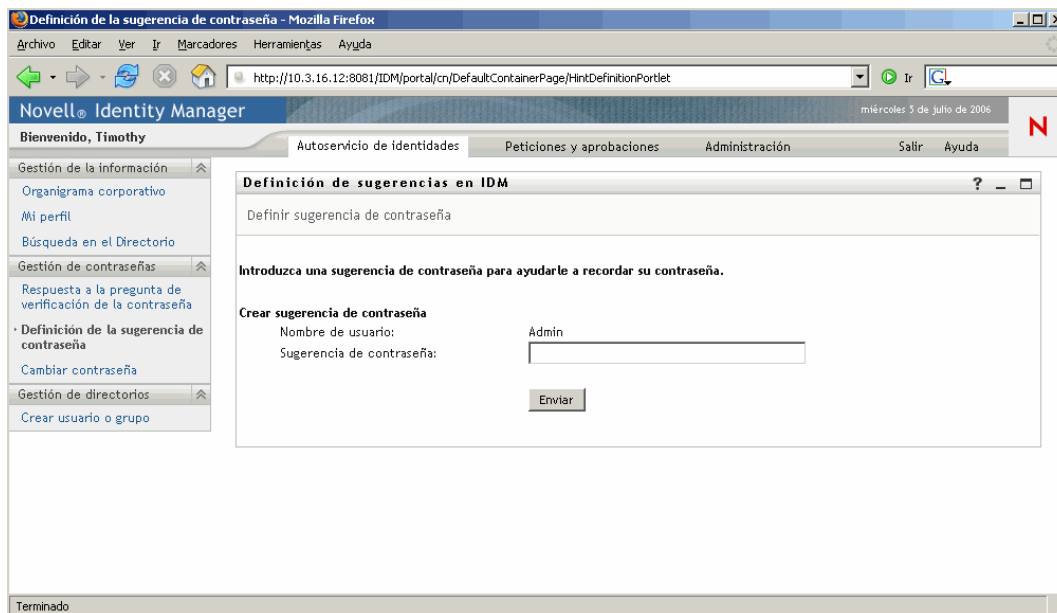 Definición de la sugerencia de contraseña - Mozilla Firefox
Archivo Editar Ver Ir Marcadores Herramientas Ayuda
http://10.3.16.12:8081/IDM/portal/cn/DefaultContainerPage/HintDefinitionPortlet
Ir
G
Novell® Identity Manager
miércoles 5 de julio de 2006
N
Bienvenido, Timothy
Autoservicio de identidades Peticiones y aprobaciones Administración Salir Ayuda
Gestión de la información
Organigrama corporativo
Mi perfil
Búsqueda en el Directorio
Gestión de contraseñas
Respuesta a la pregunta de
verificación de la contraseña
Definición de la sugerencia de
contraseña
Cambiar contraseña
Gestión de directorios
Crear usuario o grupo
Definición de sugerencias en IDM
?
Definir sugerencia de contraseña
Introduzca una sugerencia de contraseña para ayudarle a recordar su contraseña.
Crear sugerencia de contraseña
Nombre de usuario: Admin
Sugerencia de contraseña:
Enviar
Terminado